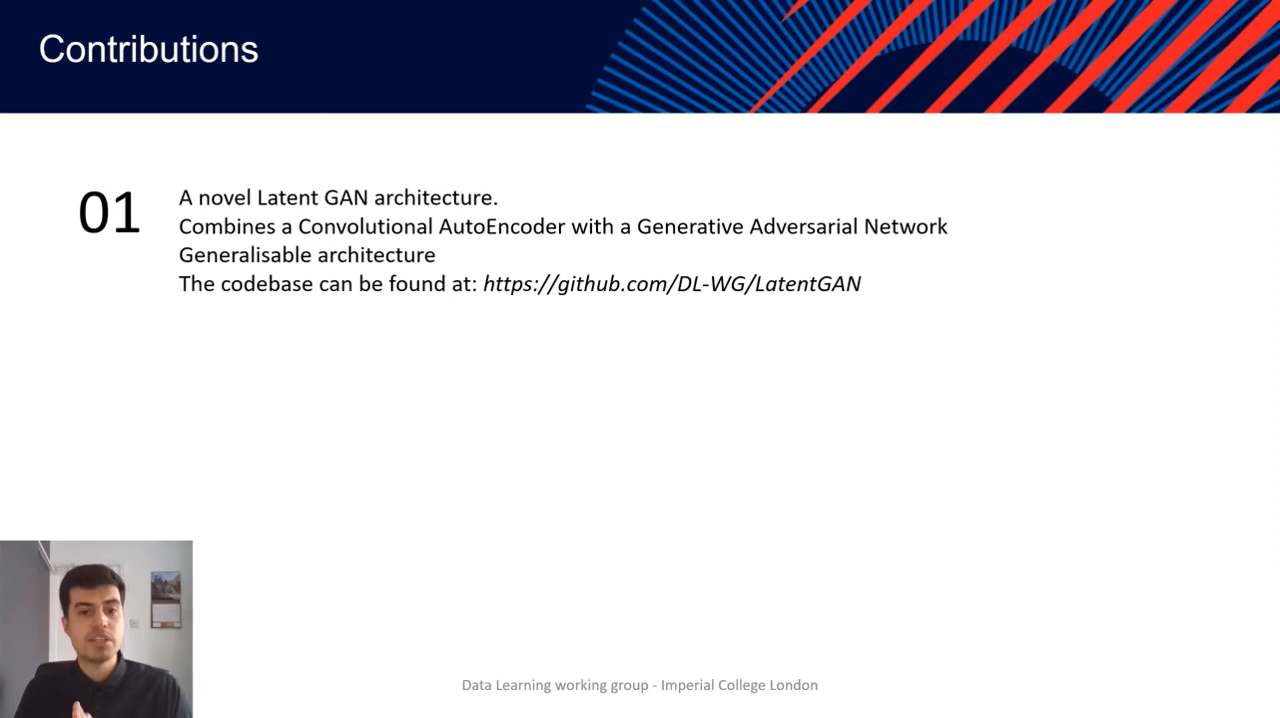 Contributions
01
A novel Latent GAN architecture.
Combines a Convolutional AutoEncoder with a Generative Adversarial Network
Generalisable architecture
The codebase can be found at: https://github.com/DL-WG/LatentGAN
Data Learning working group - Imperial College London